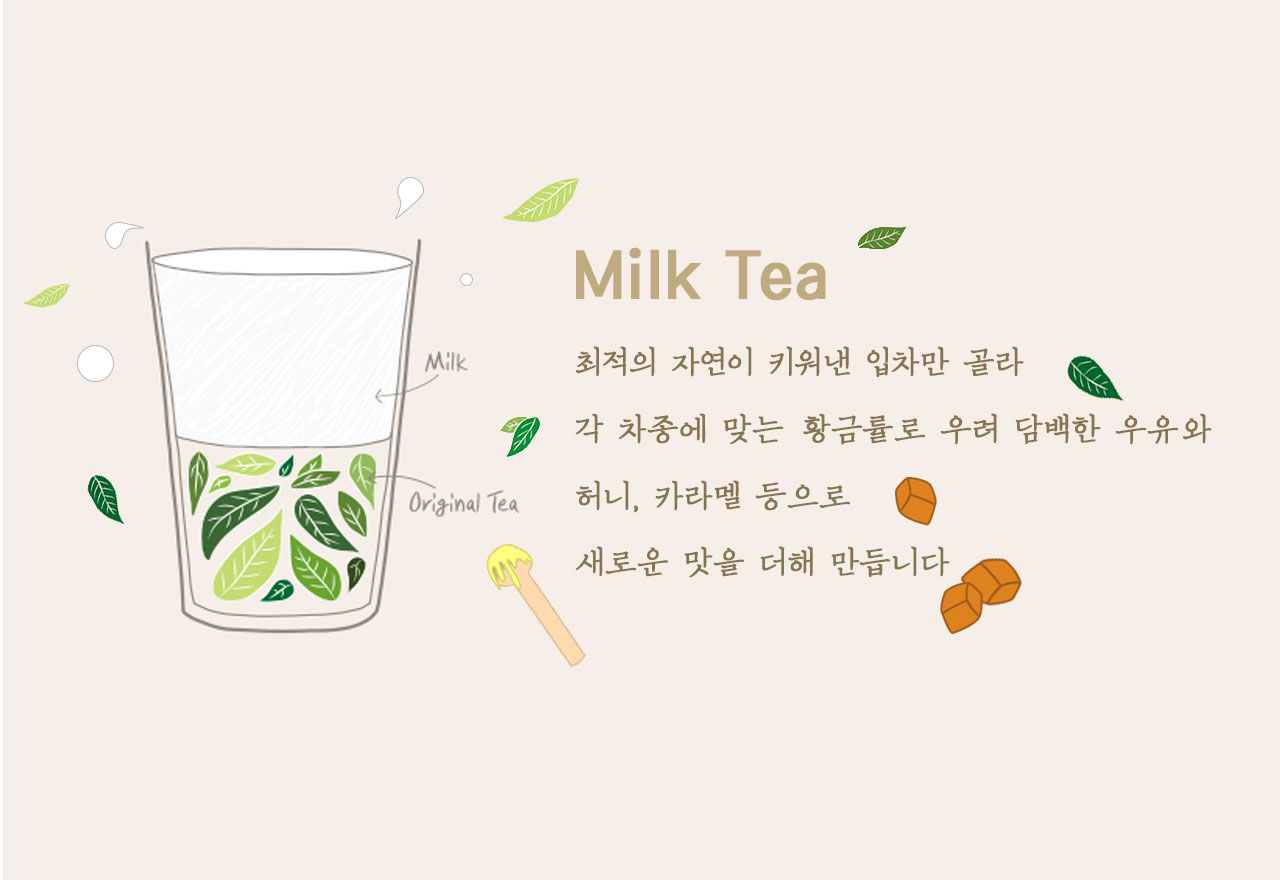 Milk Tea
최적의 자연이 키워낸 입차만 골라
각 차종에 맞는 황금률로 우려 담백한 우유와
허니, 카라멜 등으로
새로운 맛을 더해 만듭니다
Milk
Original Tea